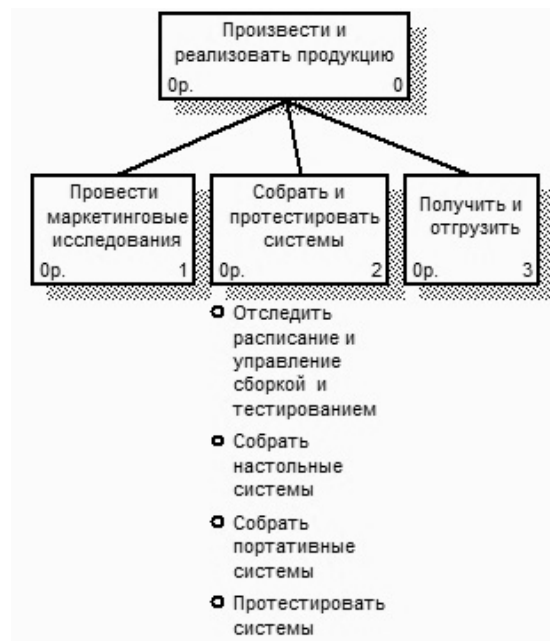 Произвести и
реализовать продукцию
0р. 0
Провести
маркетинговые
исследования
0р. 1
Собрать и
протестировать
системы
0р. 2
Получить и
отгрузить
0р. 3
Отследить
расписание и
управление
сборкой и
тестированием
Собрать
настольные
системы
Собрать
портативные
системы
Протестировать
системы